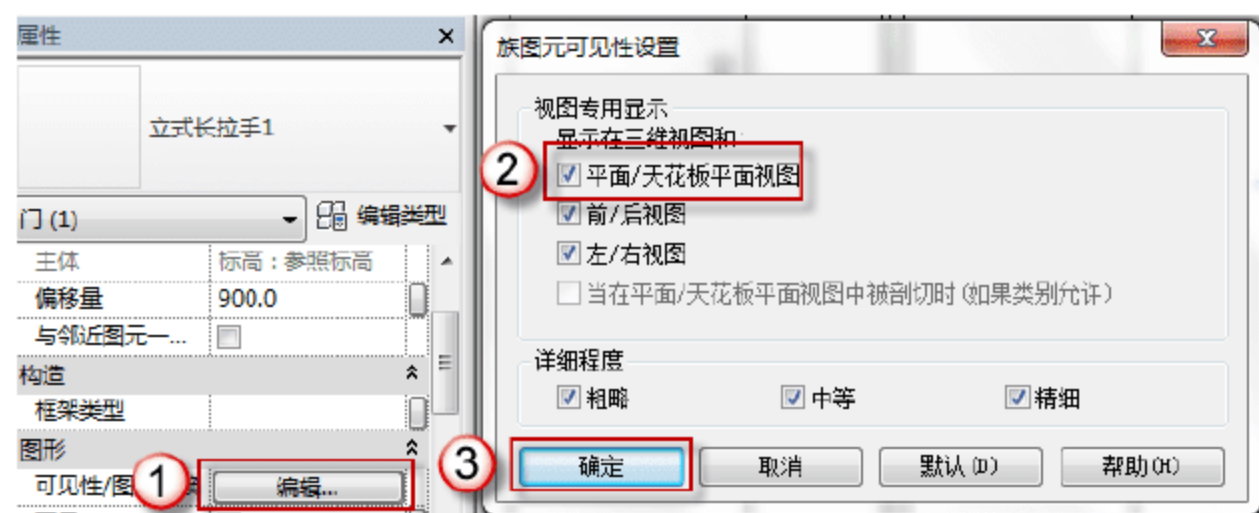 属性
立式长拉手1
门 (1)
编辑类型
主体
标高：参照标高
偏移量
900.0
与邻近图元一...
构造
框架类型
图形
可见性/图
1
编辑...
族图元可见性设置
视图专用显示
显示在三维视图和:
2
平面/天花板平面视图
前/后视图
左/右视图
当在平面/天花板平面视图中被剖切时(如果类别允许)
详细程度
粗略
中等
精细
3
确定
取消
默认(D)
帮助(H)